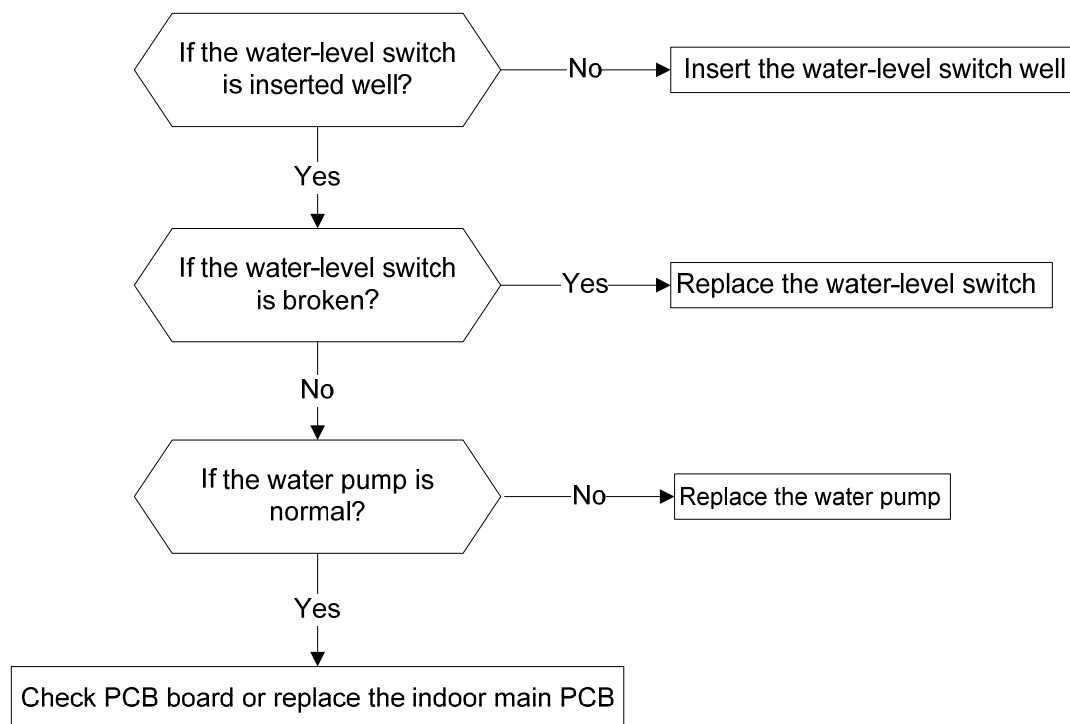 If the water-level switch
is inserted well?
No
Insert the water-level switch well
Yes
If the water-level switch
is broken?
Yes
Replace the water-level switch
No
If the water pump is
normal?
No
Replace the water pump
Yes
Check PCB board or replace the indoor main PCB